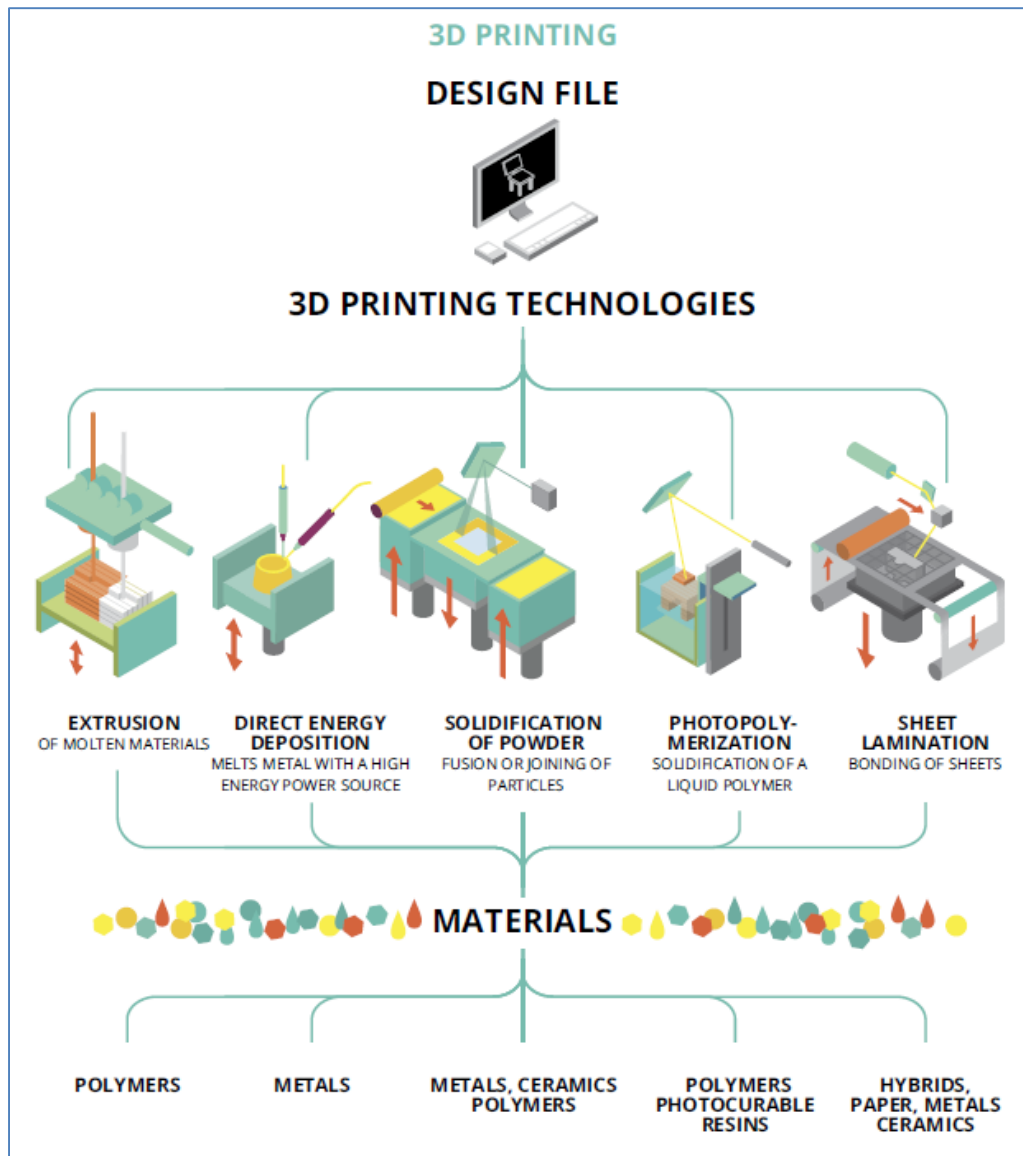 3D PRINTING
DESIGN FILE
3D PRINTING TECHNOLOGIES
EXTRUSION
OF MOLTEN MATERIALS
DIRECT ENERGY
DEPOSITION
MELTS METAL WITH A HIGH
ENERGY POWER SOURCE
SOLIDIFICATION
OF POWDER
FUSION OR JOINING OF
PARTICLES
PHOTOPOLY-
MERIZATION
SOLIDIFICATION OF A
LIQUID POLYMER
SHEET
LAMINATION
BONDING OF SHEETS
MATERIALS
POLYMERS
METALS
METALS, CERAMICS
POLYMERS
POLYMERS
PHOTOCURABLE
RESINS
HYBRIDS,
PAPER, METALS
CERAMICS